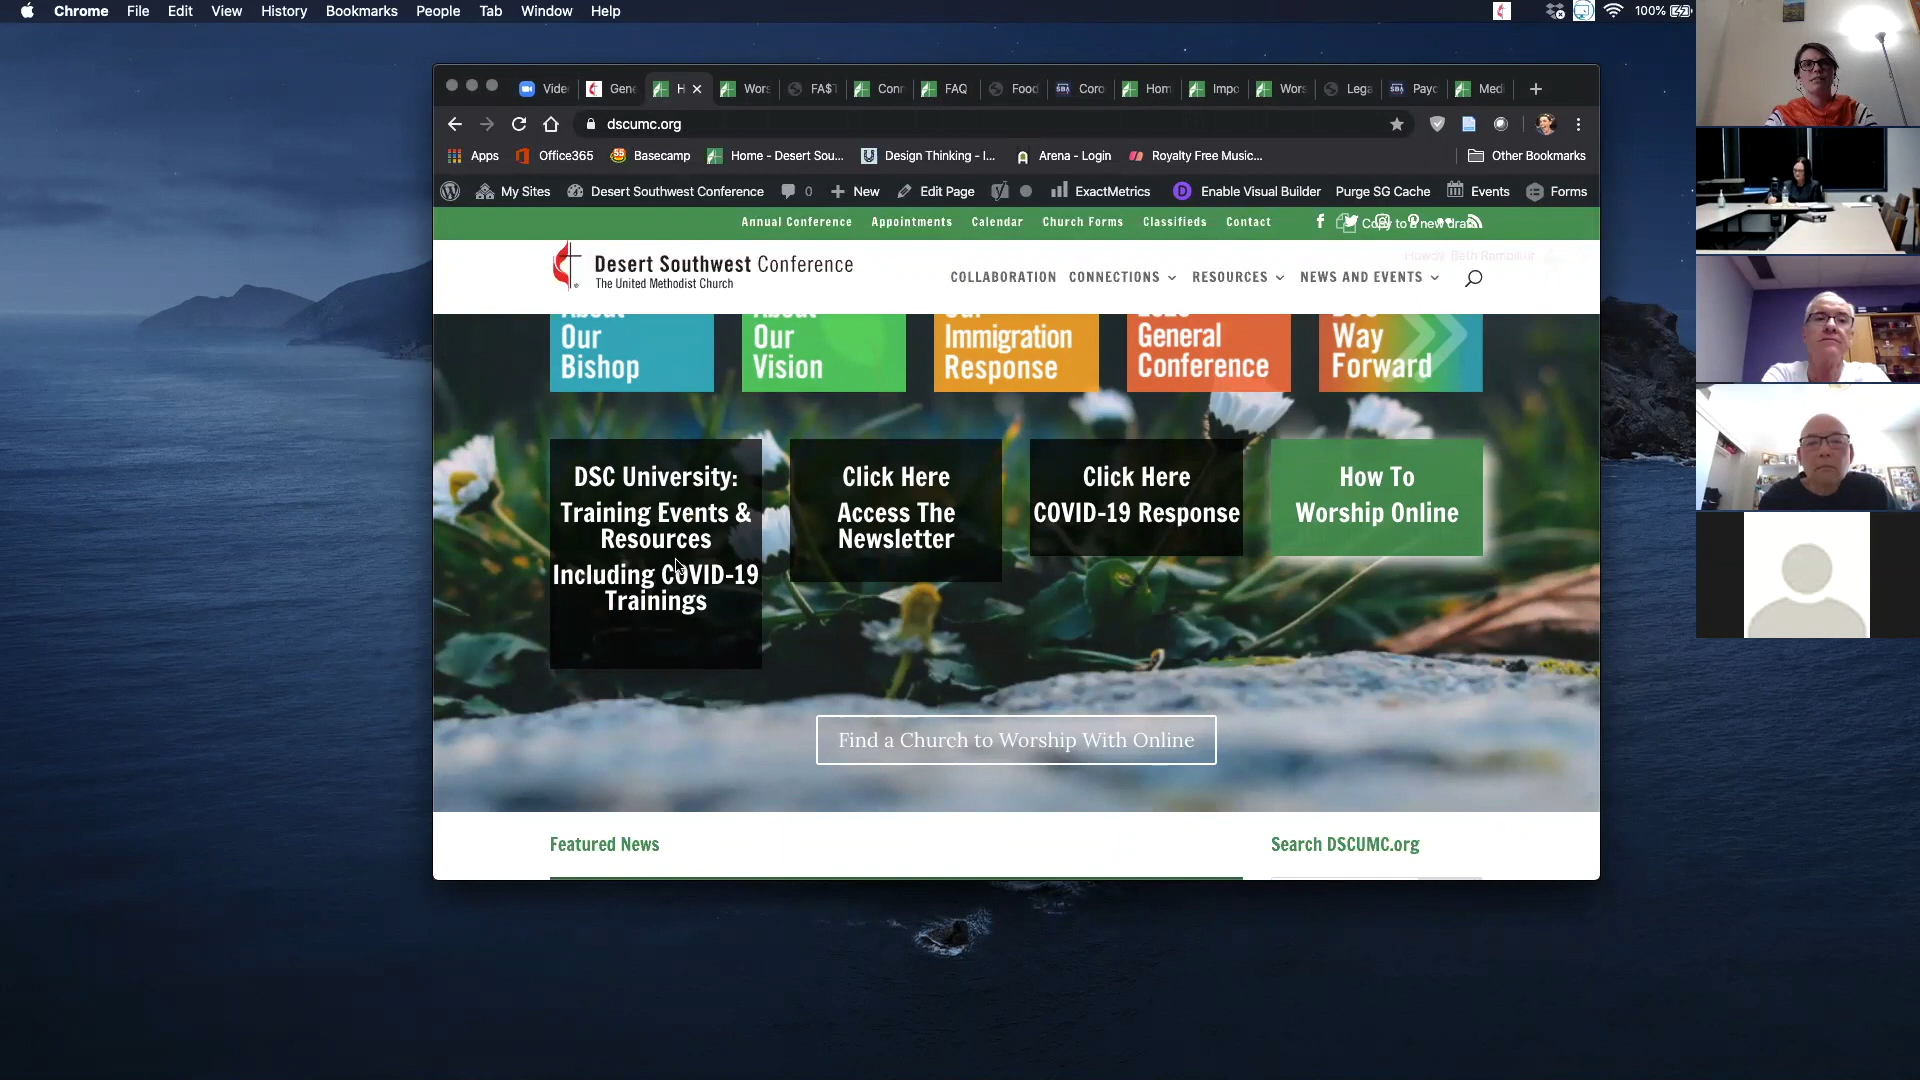 Chrome File Edit View History Bookmarks People Tab Window Help 100%
Vide Gene H Wors FA$T Conn FAQ Food Coro Hom Impo Wors Lega Payc Med
dscumc.org
Apps Office365 Basecamp Home - Desert Sou... Design Thinking - I... Arena - Login Royalty Free Music... Other Bookmarks
My Sites Desert Southwest Conference 0 New Edit Page ExactMetrics Enable Visual Builder Purge SG Cache Events Forms
Annual Conference Appointments Calendar Church Forms Classifieds Contact Copy to a new draft
Desert Southwest Conference
The United Methodist Church
COLLABORATION CONNECTIONS RESOURCES NEWS AND EVENTS
About
Our
Bishop
About
Our
Vision
Our
Immigration
Response
2020
General
Conference
DSC
Way
Forward
DSC University:
Training Events &
Resources
Including COVID-19
Trainings
Click Here
Access The
Newsletter
Click Here
COVID-19 Response
How To
Worship Online
Find a Church to Worship With Online
Featured News
Search DSCUMC.org